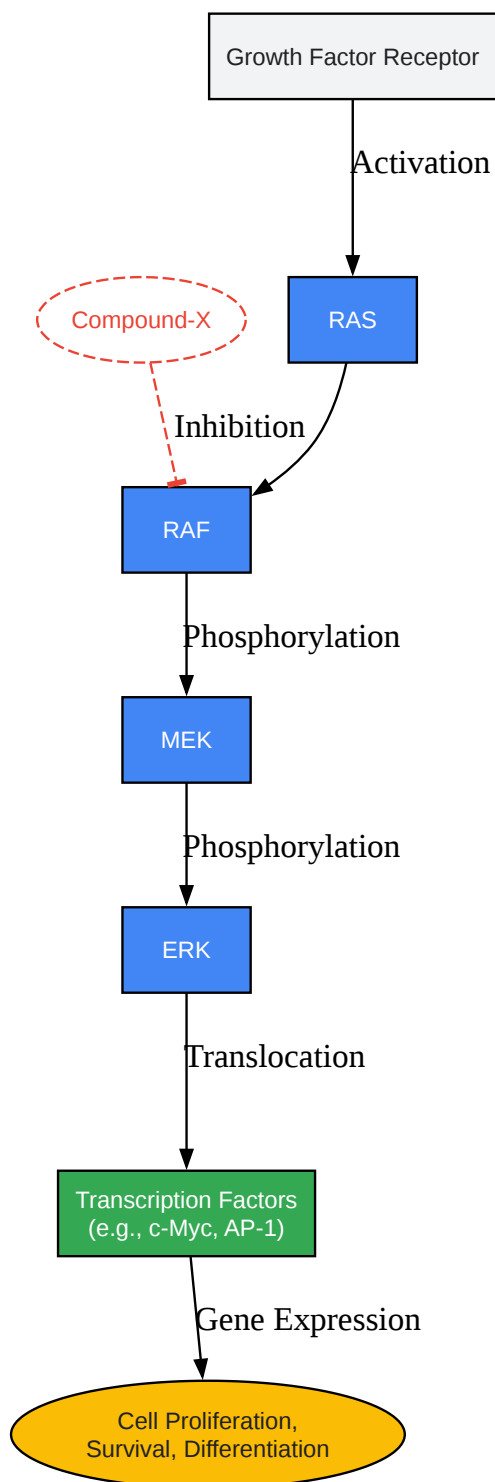 Growth Factor Receptor
Activation
Compound-X
RAS
Inhibition
RAF
Phosphorylation
MEK
Phosphorylation
ERK
Translocation
Transcription Factors
(e.g., c-Myc, AP-1)
Gene Expression
Cell Proliferation,
Survival, Differentiation